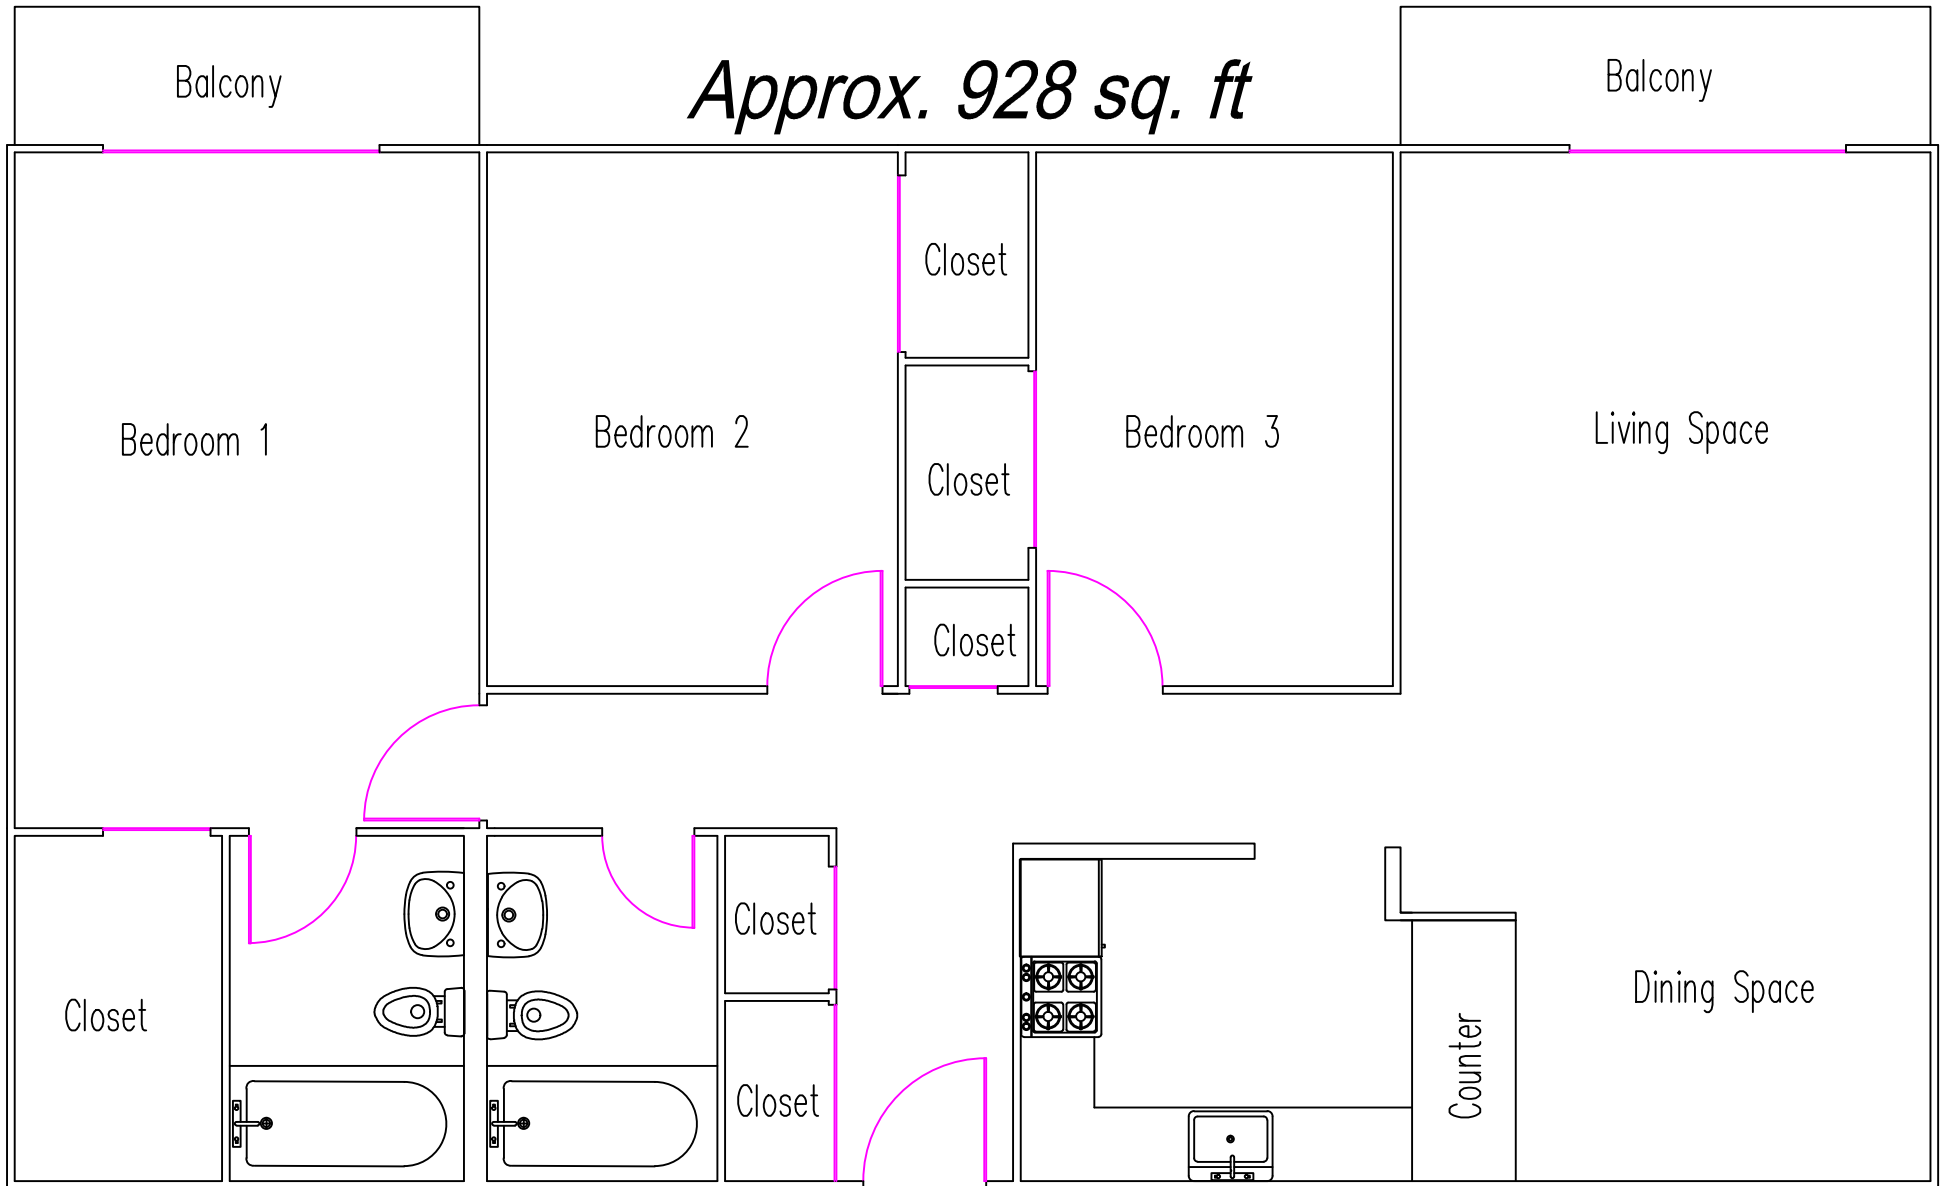 Balcony
Approx. 928 sq. ft
Balcony
Closet
Bedroom 1
Bedroom 2
Closet
Bedroom 3
Living Space
Closet
Closet
Closet
Closet
Counter
Dining Space
Closet